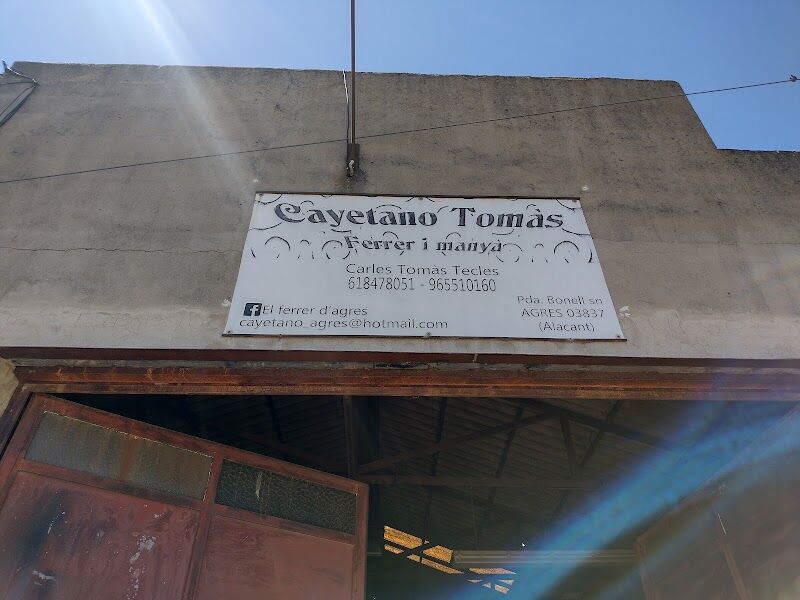 Cayetano Tomàs
Ferrer i manyà
Carles Tomàs Tecles
618478051 - 965510160
El ferrer d'agres
cayetano_agres@hotmail.com
Pda. Bonell sn
AGRES 03837
(Alacant)